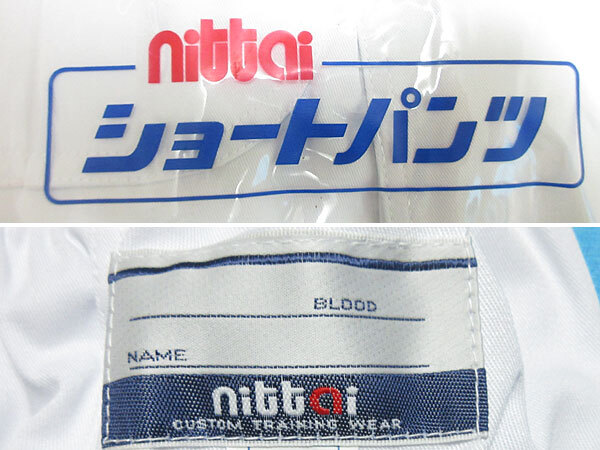 nittai
ショートパンツ
BLOOD
NAME
nittai
CUSTOM TRAINING WEAR